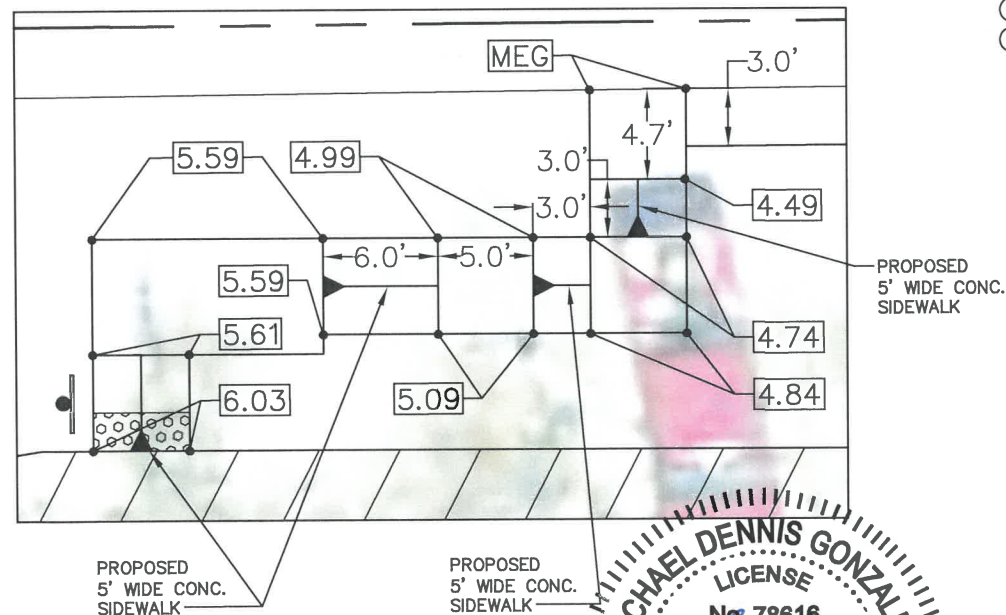 MEG
3.0'
4.7'
5.59
4.99
3.0'
3.0'
4.49
6.0'
5.0'
PROPOSED
5' WIDE CONC.
SIDEWALK
5.59
5.61
4.74
6.03
5.09
4.84
PROPOSED
5' WIDE CONC.
SIDEWALK
PROPOSED
5' WIDE CONC.
SIDEWALK
DENNIS
LICENSE
No. 78616